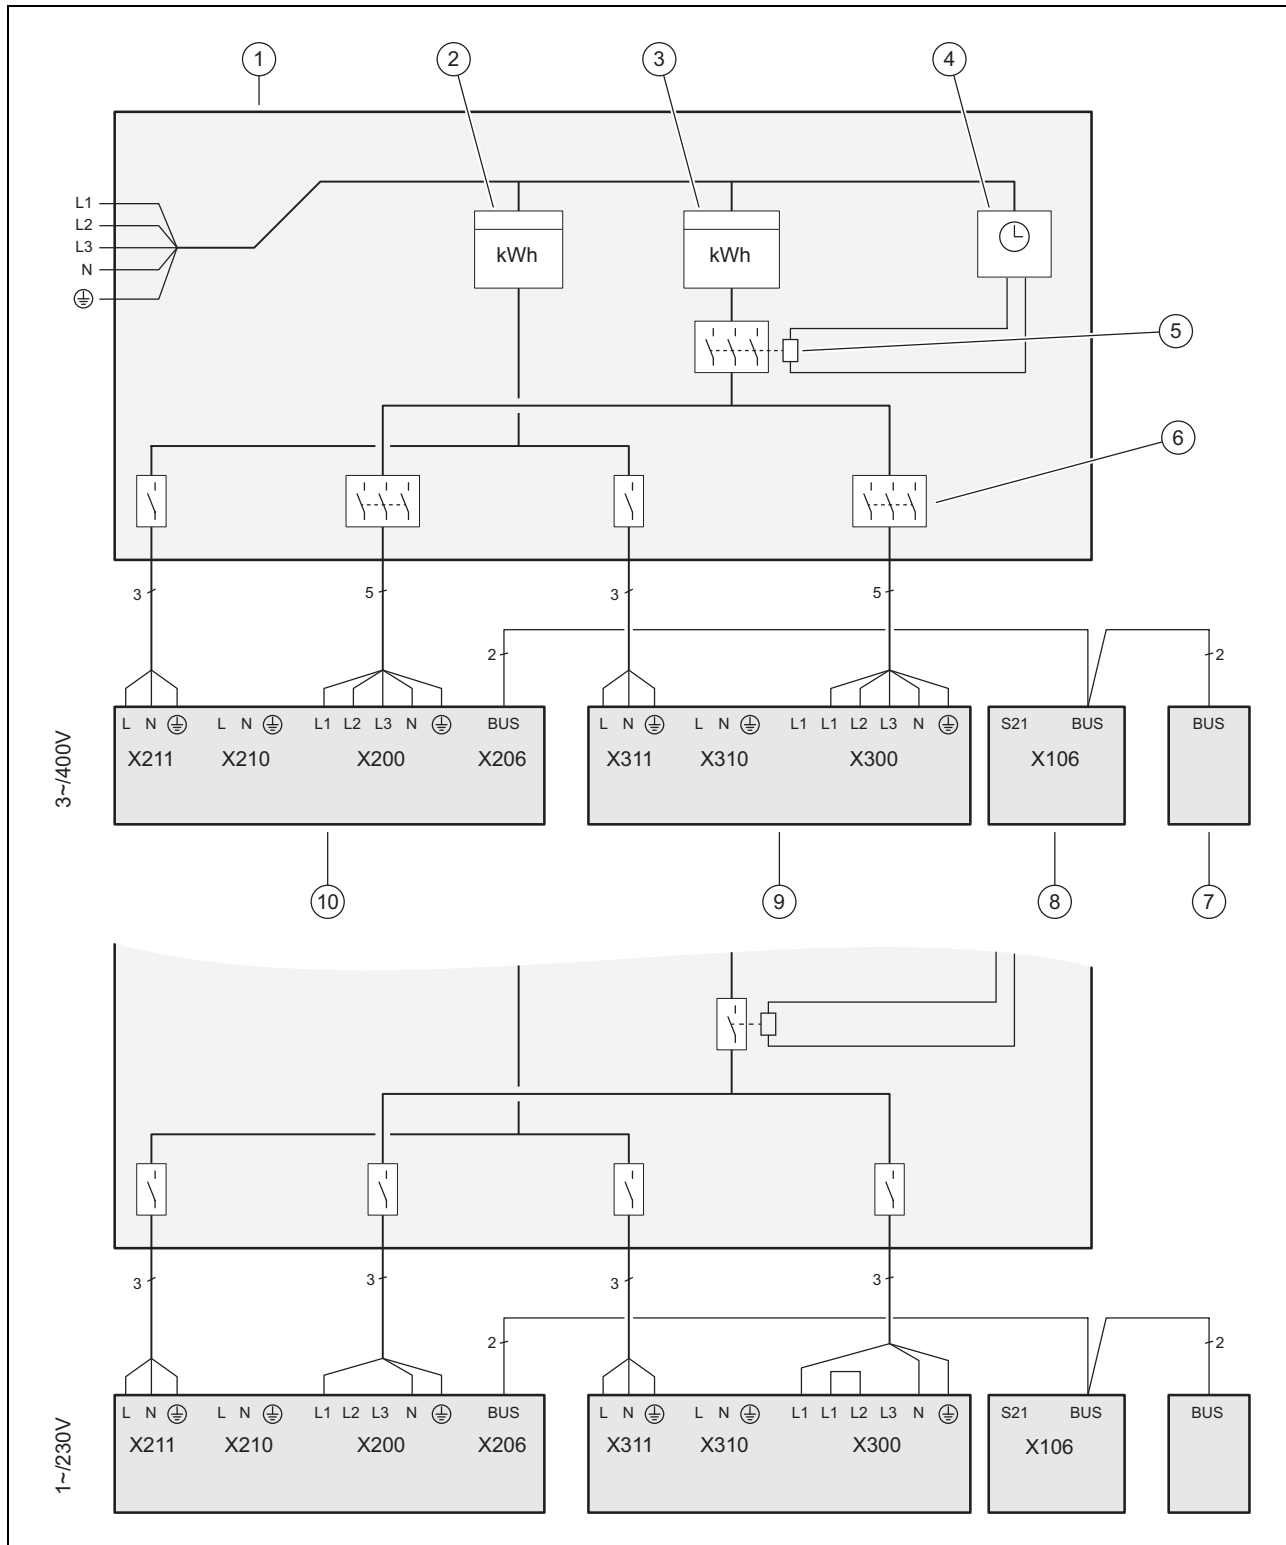 1 2 3 4
L1
L2
L3
N
kWh kWh
5
6
3 5 3 5
2 2
L N L N L1 L2 L3 N BUS
X211 X210 X200 X206
L N L N L1 L1 L2 L3 N
X311 X310 X300
S21 BUS
X106
BUS
3~/400V
10 9 8 7
3 3 3 3
2 2
L N L N L1 L2 L3 N BUS
X211 X210 X200 X206
L N L N L1 L1 L2 L3 N
X311 X310 X300
S21 BUS
X106
BUS
1~/230V